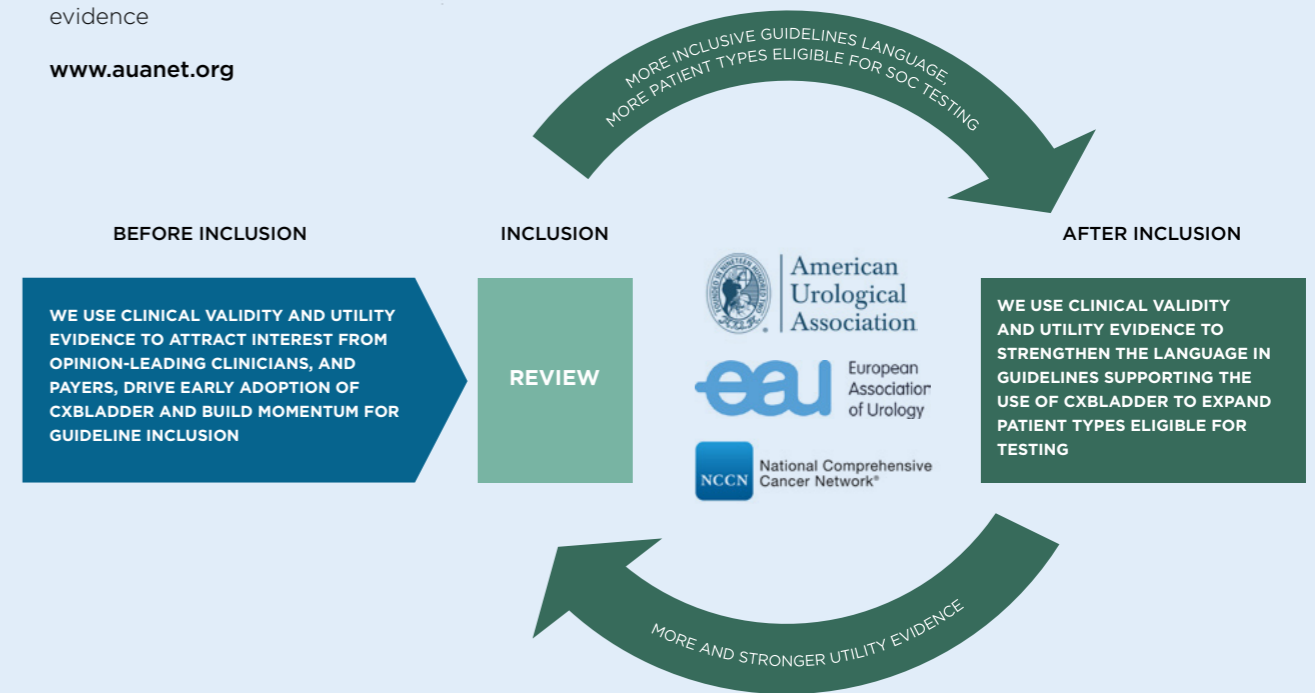 evidence
www.auanet.org
MORE INCLUSIVE GUIDELINES LANGUAGE,
MORE PATIENT TYPES ELIGIBLE FOR SOC TESTING
BEFORE INCLUSION
INCLUSION
AFTER INCLUSION
WE USE CLINICAL VALIDITY AND UTILITY
EVIDENCE TO ATTRACT INTEREST FROM
OPINION-LEADING CLINICIANS, AND
PAYERS, DRIVE EARLY ADOPTION OF
CXBLADDER AND BUILD MOMENTUM FOR
GUIDELINE INCLUSION
REVIEW
American
Urological
Association
eau
European
Association
of Urology
NCCN
National Comprehensive
Cancer Network®
WE USE CLINICAL VALIDITY
AND UTILITY EVIDENCE TO
STRENGTHEN THE LANGUAGE IN
GUIDELINES SUPPORTING THE
USE OF CXBLADDER TO EXPAND
PATIENT TYPES ELIGIBLE FOR
TESTING
MORE AND STRONGER UTILITY EVIDENCE